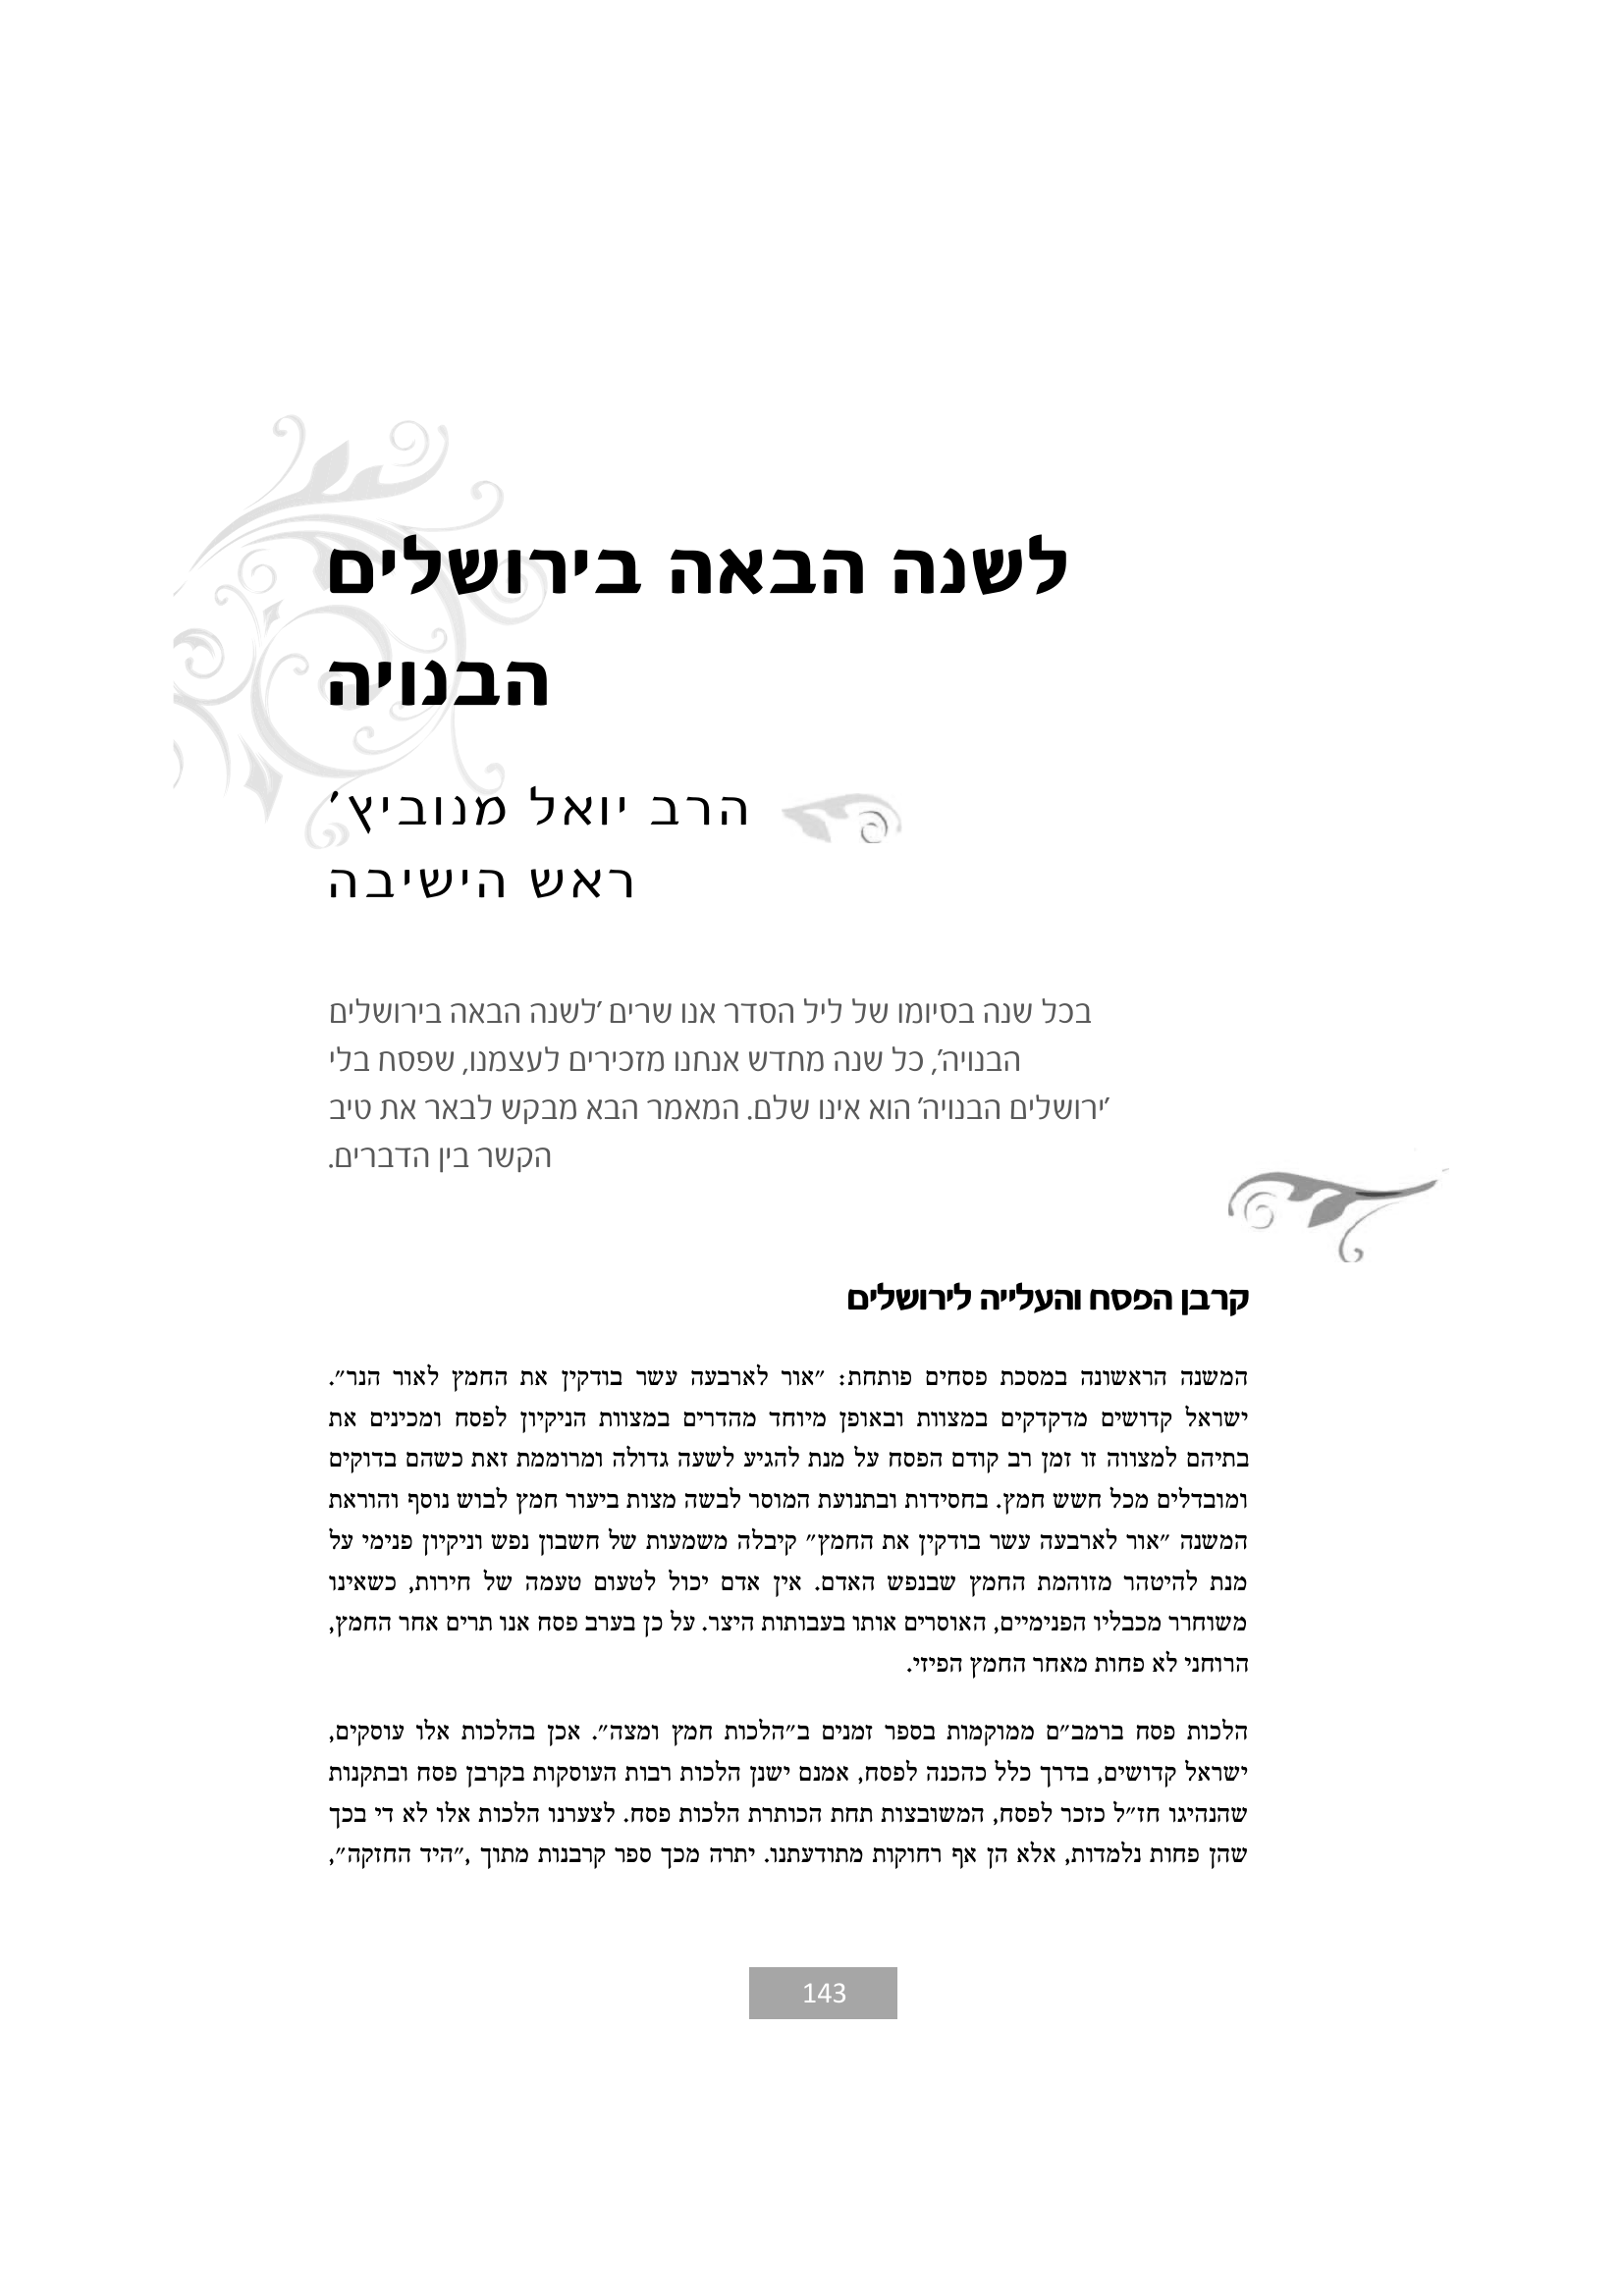 לשנה הבאה בירושלים
הבנויה
הרב יואל מנוביץ'
ראש הישיבה
בכל שנה בסיומו של ליל הסדר אנו שרים 'לשנה הבאה בירושלים
הבנויה', כל שנה מחדש אנחנו מזכירים לעצמנו, שפסח בלי
'ירושלים הבנויה' הוא אינו שלם. המאמר הבא מבקש לבאר את טיב
הקשר בין הדברים.
קרבן הפסח והעלייה לירושלים
המשנה הראשונה במסכת פסחים פותחת: "אור לארבעה עשר בודקין את החמץ לאור הנר".
ישראל קדושים מדקדקים במצוות ובאופן מיוחד מהדרים במצוות הניקיון לפסח ומכינים את
בתיהם למצווה זו זמן רב קודם הפסח על מנת להגיע לשעה גדולה ומרוממת זאת כשהם בדוקים
ומובדלים מכל חשש חמץ. בחסידות ובתנועת המוסר לבשה מצות ביעור חמץ לבוש נוסף והוראת
המשנה "אור לארבעה עשר בודקין את החמץ" קיבלה משמעות של חשבון נפש וניקיון פנימי על
מנת להיטהר מזוהמת החמץ שבנפש האדם. אין אדם יכול לטעום טעמה של חירות, כשאינו
משוחרר מכבליו הפנימיים, האוסרים אותו בעבותות היצר. על כן בערב פסח אנו תרים אחר החמץ,
הרוחני לא פחות מאחר החמץ הפיזי.
הלכות פסח ברמב"ם ממוקמות בספר זמנים ב"הלכות חמץ ומצה". אכן בהלכות אלו עוסקים,
ישראל קדושים, בדרך כלל כהכנה לפסח, אמנם ישנן הלכות רבות העוסקות בקרבן פסח ובתקנות
שהנהיגו חז"ל כזכר לפסח, המשובצות תחת הכותרת הלכות פסח. לצערנו הלכות אלו לא די בכך
שהן פחות נלמדות, אלא הן אף רחוקות מתודעתנו. יתרה מכך ספר קרבנות מתוך ,"היד החזקה",
143